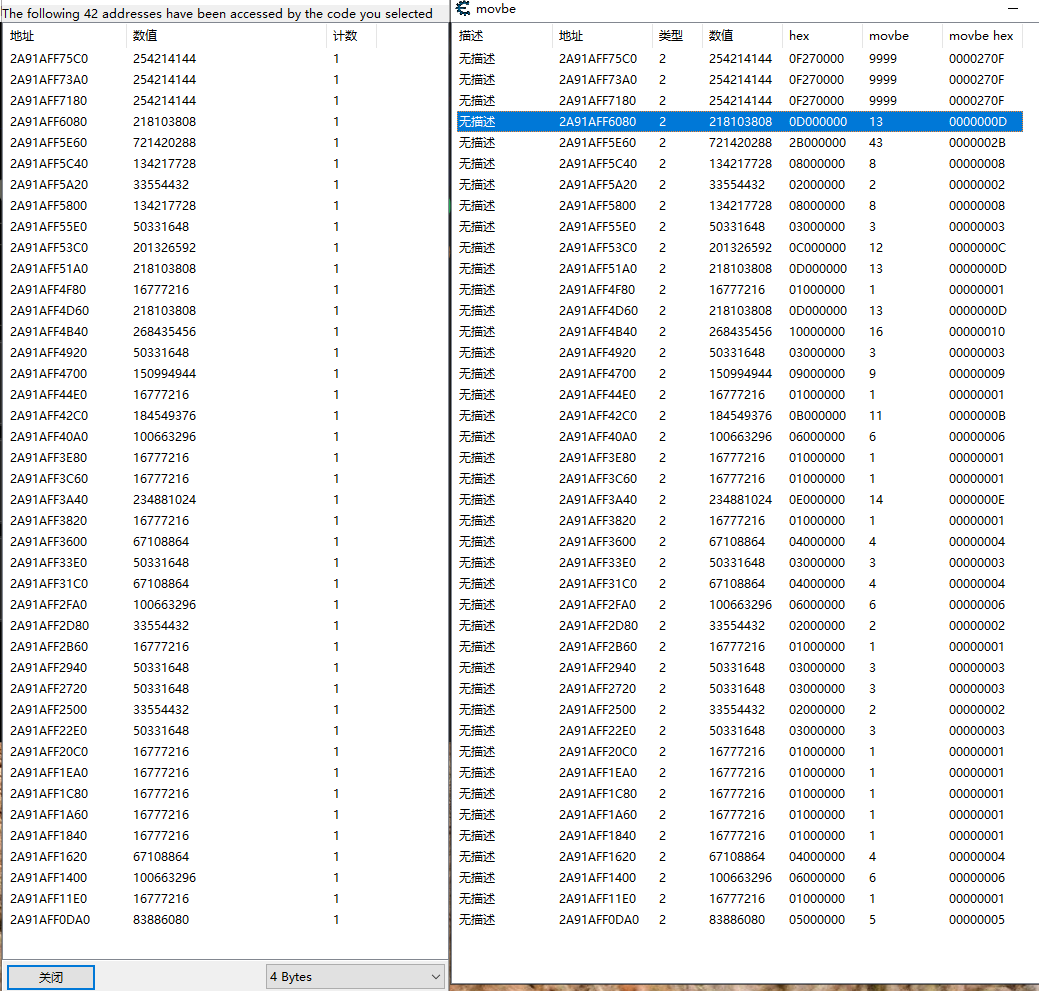 The following 42 addresses have been accessed by the code you selected
地址 数值 计数
2A91AFF75C0 254214144 1
2A91AFF73A0 254214144 1
2A91AFF7180 254214144 1
2A91AFF6080 218103808 1
2A91AFF5E60 721420288 1
2A91AFF5C40 134217728 1
2A91AFF5A20 33554432 1
2A91AFF5800 134217728 1
2A91AFF55E0 50331648 1
2A91AFF53C0 201326592 1
2A91AFF51A0 218103808 1
2A91AFF4F80 16777216 1
2A91AFF4D60 218103808 1
2A91AFF4B40 268435456 1
2A91AFF4920 50331648 1
2A91AFF4700 150994944 1
2A91AFF44E0 16777216 1
2A91AFF42C0 184549376 1
2A91AFF40A0 100663296 1
2A91AFF3E80 16777216 1
2A91AFF3C60 16777216 1
2A91AFF3A40 234881024 1
2A91AFF3820 16777216 1
2A91AFF3600 67108864 1
2A91AFF33E0 50331648 1
2A91AFF31C0 67108864 1
2A91AFF2FA0 100663296 1
2A91AFF2D80 33554432 1
2A91AFF2B60 16777216 1
2A91AFF2940 50331648 1
2A91AFF2720 50331648 1
2A91AFF2500 33554432 1
2A91AFF22E0 50331648 1
2A91AFF20C0 16777216 1
2A91AFF1EA0 16777216 1
2A91AFF1C80 16777216 1
2A91AFF1A60 16777216 1
2A91AFF1840 16777216 1
2A91AFF1620 67108864 1
2A91AFF1400 100663296 1
2A91AFF11E0 16777216 1
2A91AFF0DA0 83886080 1
关闭 4 Bytes
movbe
描述 地址 类型 数值 hex movbe movbe hex
无描述 2A91AFF75C0 2 254214144 0F270000 9999 0000270F
无描述 2A91AFF73A0 2 254214144 0F270000 9999 0000270F
无描述 2A91AFF7180 2 254214144 0F270000 9999 0000270F
无描述 2A91AFF6080 2 218103808 0D000000 13 0000000D
无描述 2A91AFF5E60 2 721420288 2B000000 43 0000002B
无描述 2A91AFF5C40 2 134217728 08000000 8 00000008
无描述 2A91AFF5A20 2 33554432 02000000 2 00000002
无描述 2A91AFF5800 2 134217728 08000000 8 00000008
无描述 2A91AFF55E0 2 50331648 03000000 3 00000003
无描述 2A91AFF53C0 2 201326592 0C000000 12 0000000C
无描述 2A91AFF51A0 2 218103808 0D000000 13 0000000D
无描述 2A91AFF4F80 2 16777216 01000000 1 00000001
无描述 2A91AFF4D60 2 218103808 0D000000 13 0000000D
无描述 2A91AFF4B40 2 268435456 10000000 16 00000010
无描述 2A91AFF4920 2 50331648 03000000 3 00000003
无描述 2A91AFF4700 2 150994944 09000000 9 00000009
无描述 2A91AFF44E0 2 16777216 01000000 1 00000001
无描述 2A91AFF42C0 2 184549376 0B000000 11 0000000B
无描述 2A91AFF40A0 2 100663296 06000000 6 00000006
无描述 2A91AFF3E80 2 16777216 01000000 1 00000001
无描述 2A91AFF3C60 2 16777216 01000000 1 00000001
无描述 2A91AFF3A40 2 234881024 0E000000 14 0000000E
无描述 2A91AFF3820 2 16777216 01000000 1 00000001
无描述 2A91AFF3600 2 67108864 04000000 4 00000004
无描述 2A91AFF33E0 2 50331648 03000000 3 00000003
无描述 2A91AFF31C0 2 67108864 04000000 4 00000004
无描述 2A91AFF2FA0 2 100663296 06000000 6 00000006
无描述 2A91AFF2D80 2 33554432 02000000 2 00000002
无描述 2A91AFF2B60 2 16777216 01000000 1 00000001
无描述 2A91AFF2940 2 50331648 03000000 3 00000003
无描述 2A91AFF2720 2 50331648 03000000 3 00000003
无描述 2A91AFF2500 2 33554432 02000000 2 00000002
无描述 2A91AFF22E0 2 50331648 03000000 3 00000003
无描述 2A91AFF20C0 2 16777216 01000000 1 00000001
无描述 2A91AFF1EA0 2 16777216 01000000 1 00000001
无描述 2A91AFF1C80 2 16777216 01000000 1 00000001
无描述 2A91AFF1A60 2 16777216 01000000 1 00000001
无描述 2A91AFF1840 2 16777216 01000000 1 00000001
无描述 2A91AFF1620 2 67108864 04000000 4 00000004
无描述 2A91AFF1400 2 100663296 06000000 6 00000006
无描述 2A91AFF11E0 2 16777216 01000000 1 00000001
无描述 2A91AFF0DA0 2 83886080 05000000 5 00000005